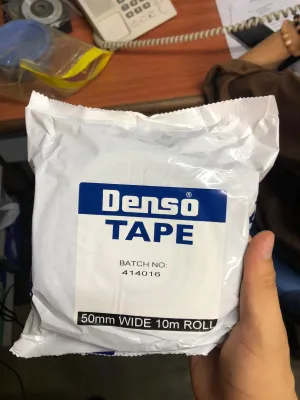 Denso®
TAPE
BATCH NO:
414016
50mm WIDE 10m ROLL